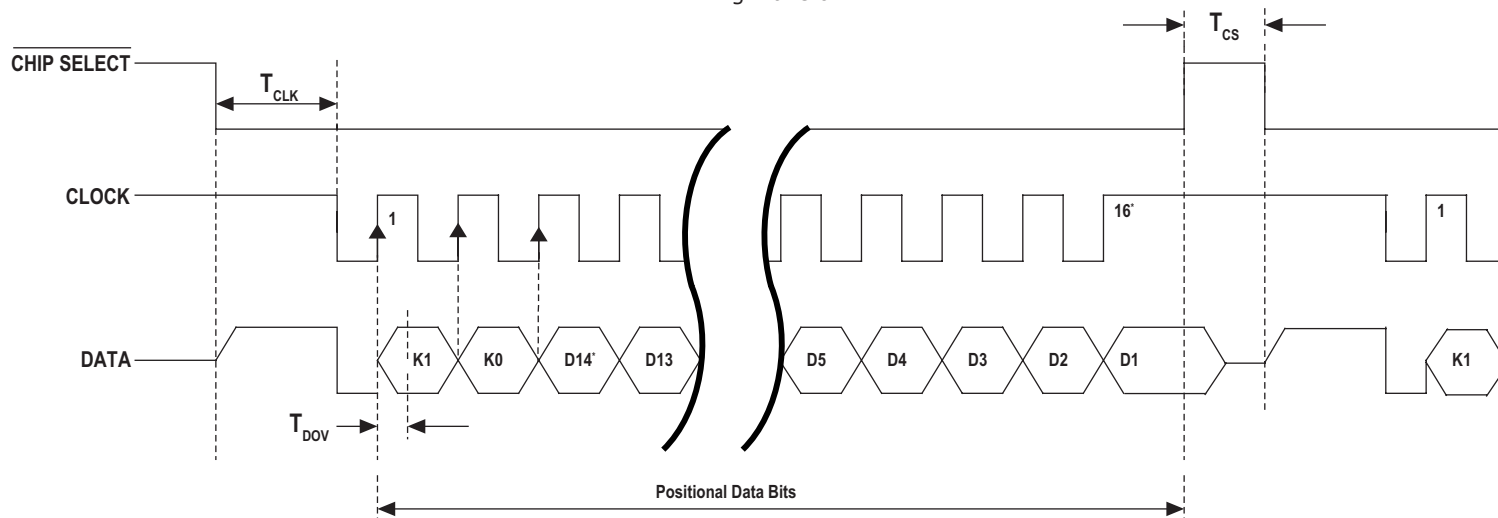 T_CS
CHIP SELECT
T_CLK
CLOCK
1
16*
1
DATA
K1
K0
D14*
D13
D5
D4
D3
D2
D1
K1
T_DOV
Positional Data Bits